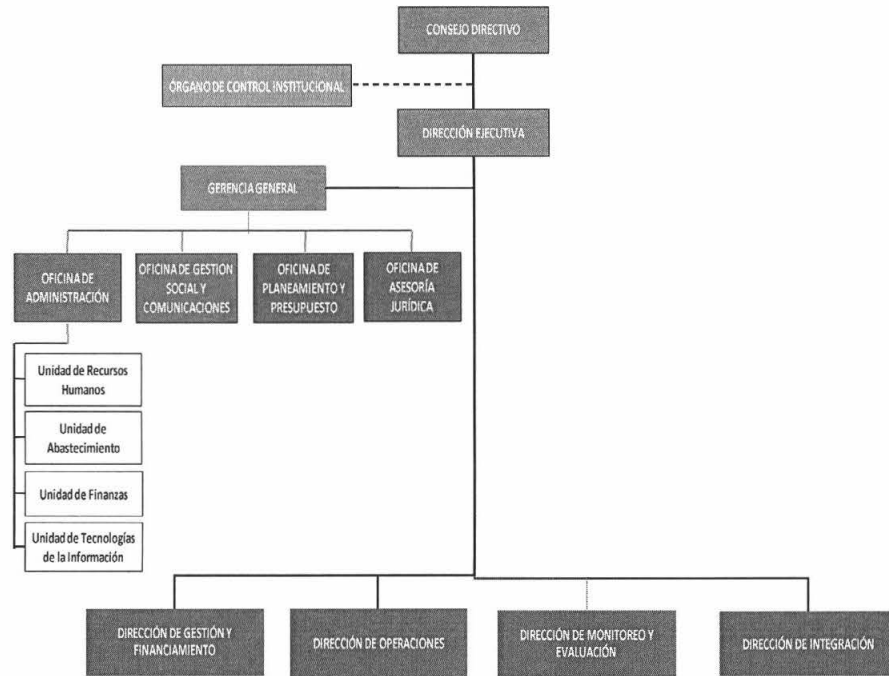 CONSEJO DIRECTIVO
ÓRGANO DE CONTROL INSTITUCIONAL
DIRECCIÓN EJECUTIVA
GERENCIA GENERAL
OFICINA DE
ADMINISTRACIÓN
OFICINA DE GESTION
SOCIAL Y
COMUNICACIONES
OFICINA DE
PLANEAMIENTO Y
PRESUPUESTO
OFICINA DE
ASESORÍA
JURÍDICA
Unidad de Recursos
Humanos
Unidad de
Abastecimiento
Unidad de Finanzas
Unidad de Tecnologías
de la Información
DIRECCIÓN DE GESTIÓN Y
FINANCIAMIENTO
DIRECCIÓN DE OPERACIONES
DIRECCIÓN DE MONITOREO Y
EVALUACIÓN
DIRECCIÓN DE INTEGRACIÓN